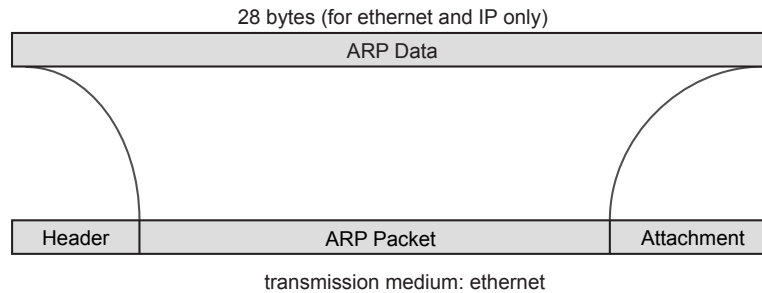 28 bytes (for ethernet and IP only)
ARP Data
Header ARP Packet Attachment
transmission medium: ethernet